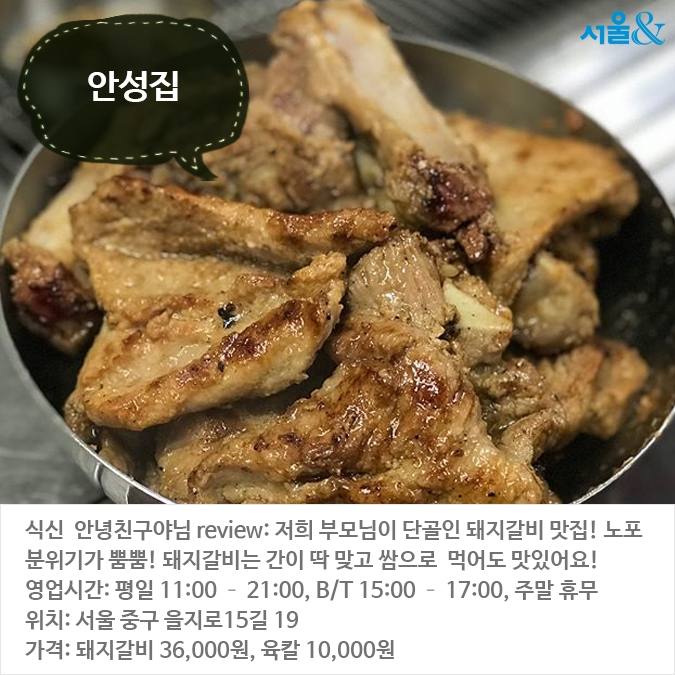 서울&
안성집
식신  안녕친구야님 review: 저희 부모님이 단골인 돼지갈비 맛집! 노포
분위기가 뿜뿜! 돼지갈비는 간이 딱 맞고 쌈으로  먹어도 맛있어요!
영업시간: 평일 11:00 - 21:00, B/T 15:00 - 17:00, 주말 휴무
위치: 서울 중구 을지로15길 19
가격: 돼지갈비 36,000원, 육칼 10,000원